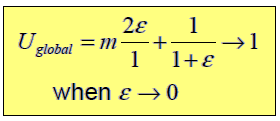 U_global = m 2ε/1 + 1/(1+ε) → 1
when ε → 0